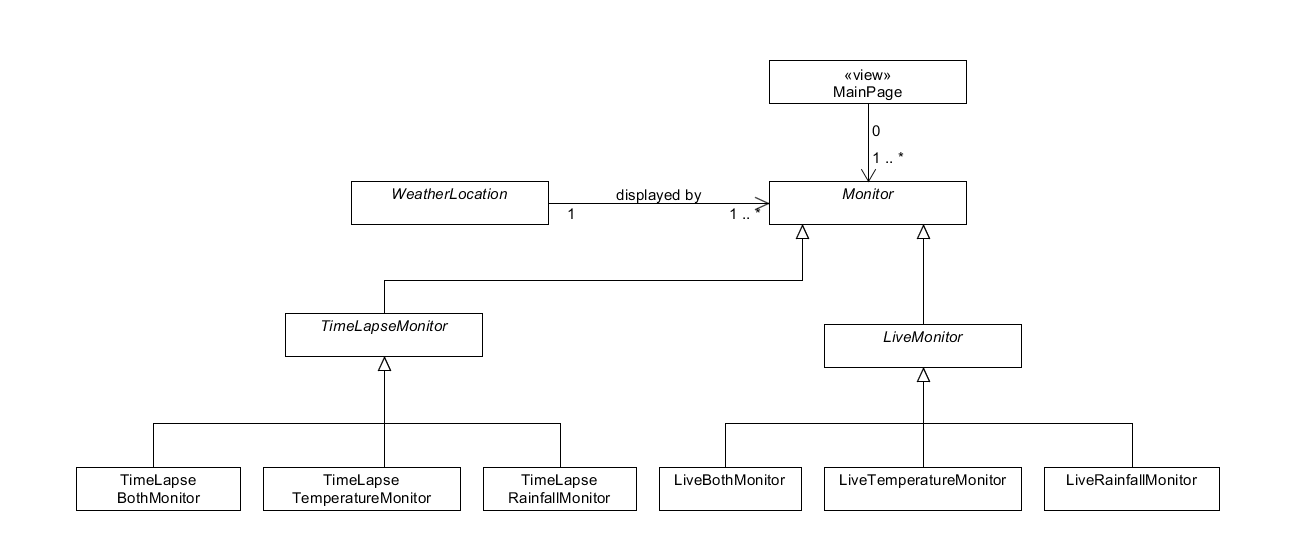 «view»
MainPage
0
1 .. *
WeatherLocation
displayed by
1
1 .. *
Monitor
TimeLapseMonitor
LiveMonitor
TimeLapse
BothMonitor
TimeLapse
TemperatureMonitor
TimeLapse
RainfallMonitor
LiveBothMonitor
LiveTemperatureMonitor
LiveRainfallMonitor